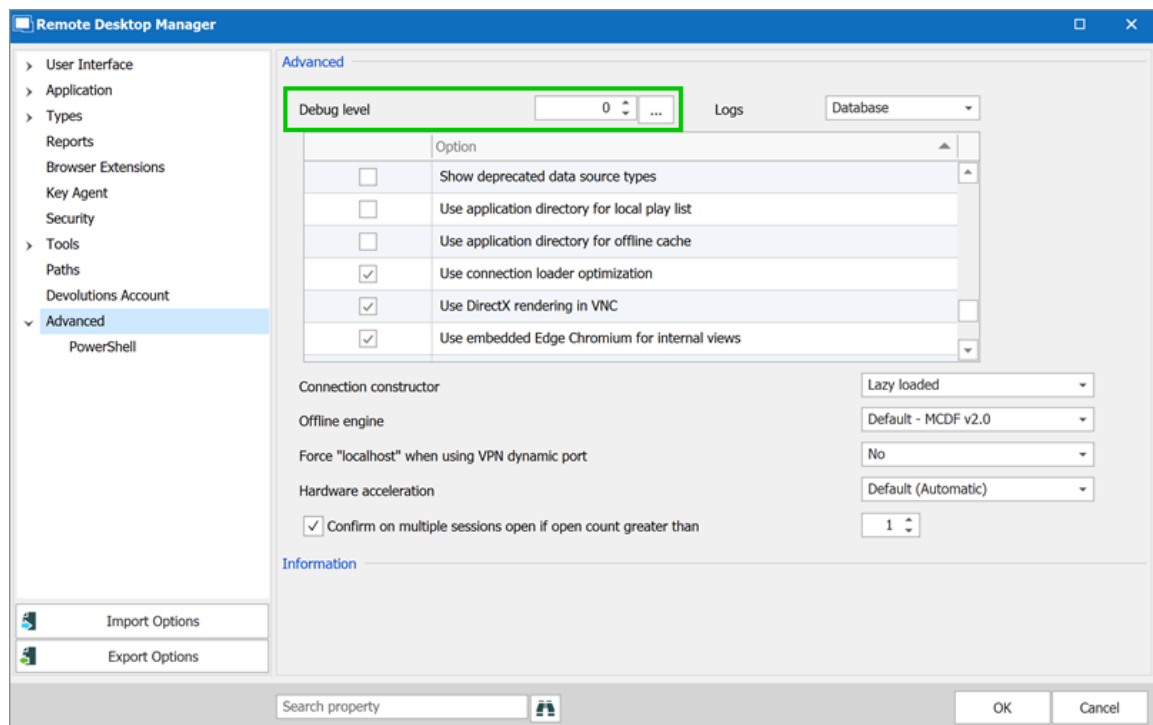 Remote Desktop Manager
User Interface
Application
Types
Reports
Browser Extensions
Key Agent
Security
Tools
Paths
Devolutions Account
Advanced
PowerShell
Import Options
Export Options
Advanced
Debug level 0 ... Logs Database
Option
Show deprecated data source types
Use application directory for local play list
Use application directory for offline cache
Use connection loader optimization
Use DirectX rendering in VNC
Use embedded Edge Chromium for internal views
Connection constructor Lazy loaded
Offline engine Default - MCDF v2.0
Force "localhost" when using VPN dynamic port No
Hardware acceleration Default (Automatic)
Confirm on multiple sessions open if open count greater than 1
Information
Search property
OK Cancel